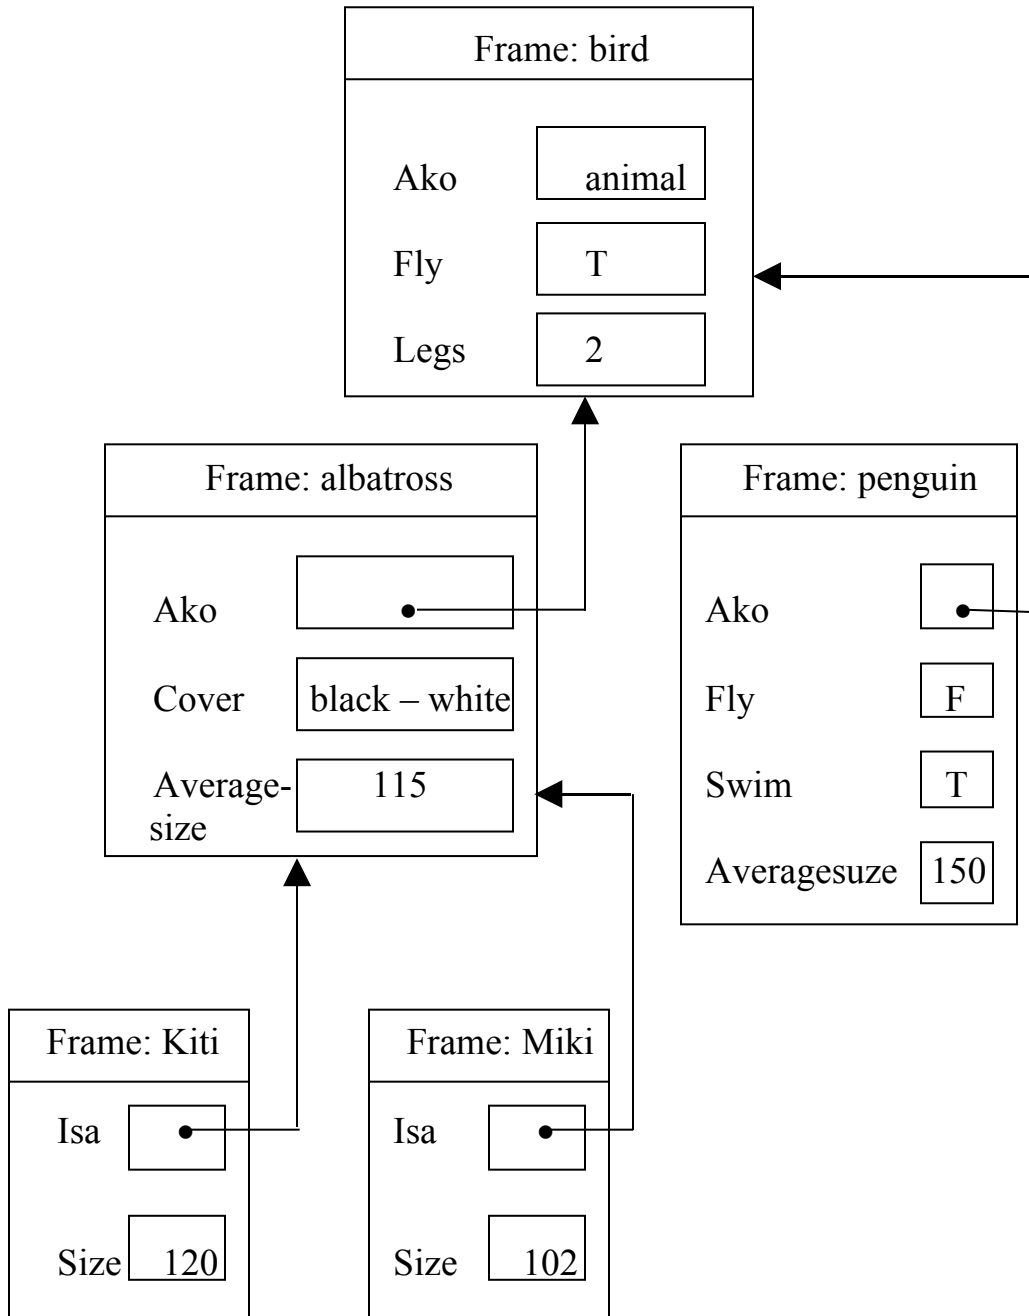 Frame: bird
Ako animal
Fly T
Legs 2
Frame: albatross
Ako
Cover black – white
Average- 115
size
Frame: penguin
Ako
Fly F
Swim T
Averagesuze 150
Frame: Kiti
Isa
Size 120
Frame: Miki
Isa
Size 102